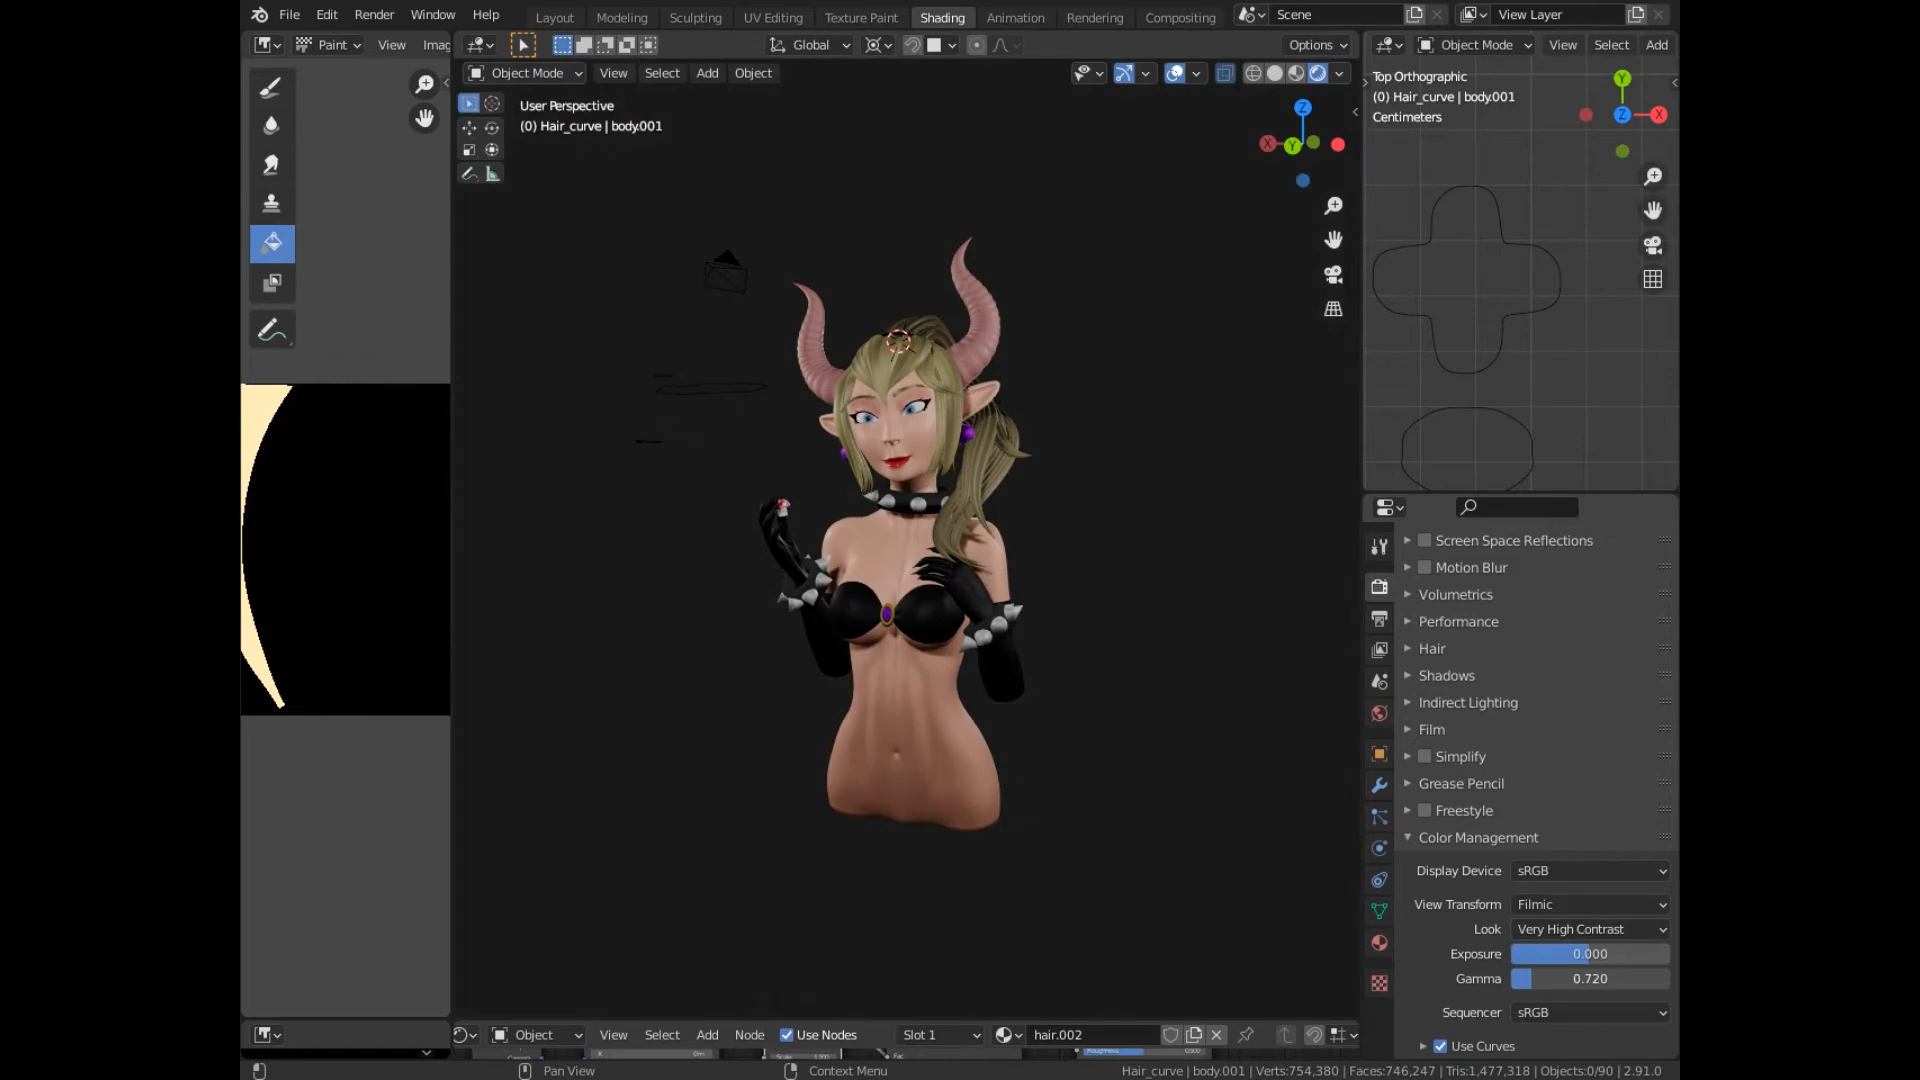 File Edit Render Window Help
Layout Modeling Sculpting UV Editing Texture Paint Shading Animation Rendering Compositing
Scene
View Layer
Paint View Imag
Global
Options
Object Mode View Select Add
Object Mode View Select Add Object
User Perspective
(0) Hair_curve | body.001
Z
X
Y
Top Orthographic
(0) Hair_curve | body.001
Centimeters
Y
Z
X
Screen Space Reflections
Motion Blur
Volumetrics
Performance
Hair
Shadows
Indirect Lighting
Film
Simplify
Grease Pencil
Freestyle
Color Management
Display Device sRGB
View Transform Filmic
Look Very High Contrast
Exposure 0.000
Gamma 0.720
Sequencer sRGB
Use Curves
Object View Select Add Node Use Nodes Slot 1 hair.002
Pan View
Context Menu
Hair_curve | body.001 | Verts:754,380 | Faces:746,247 | Tris:1,477,318 | Objects:0/90 | 2.91.0